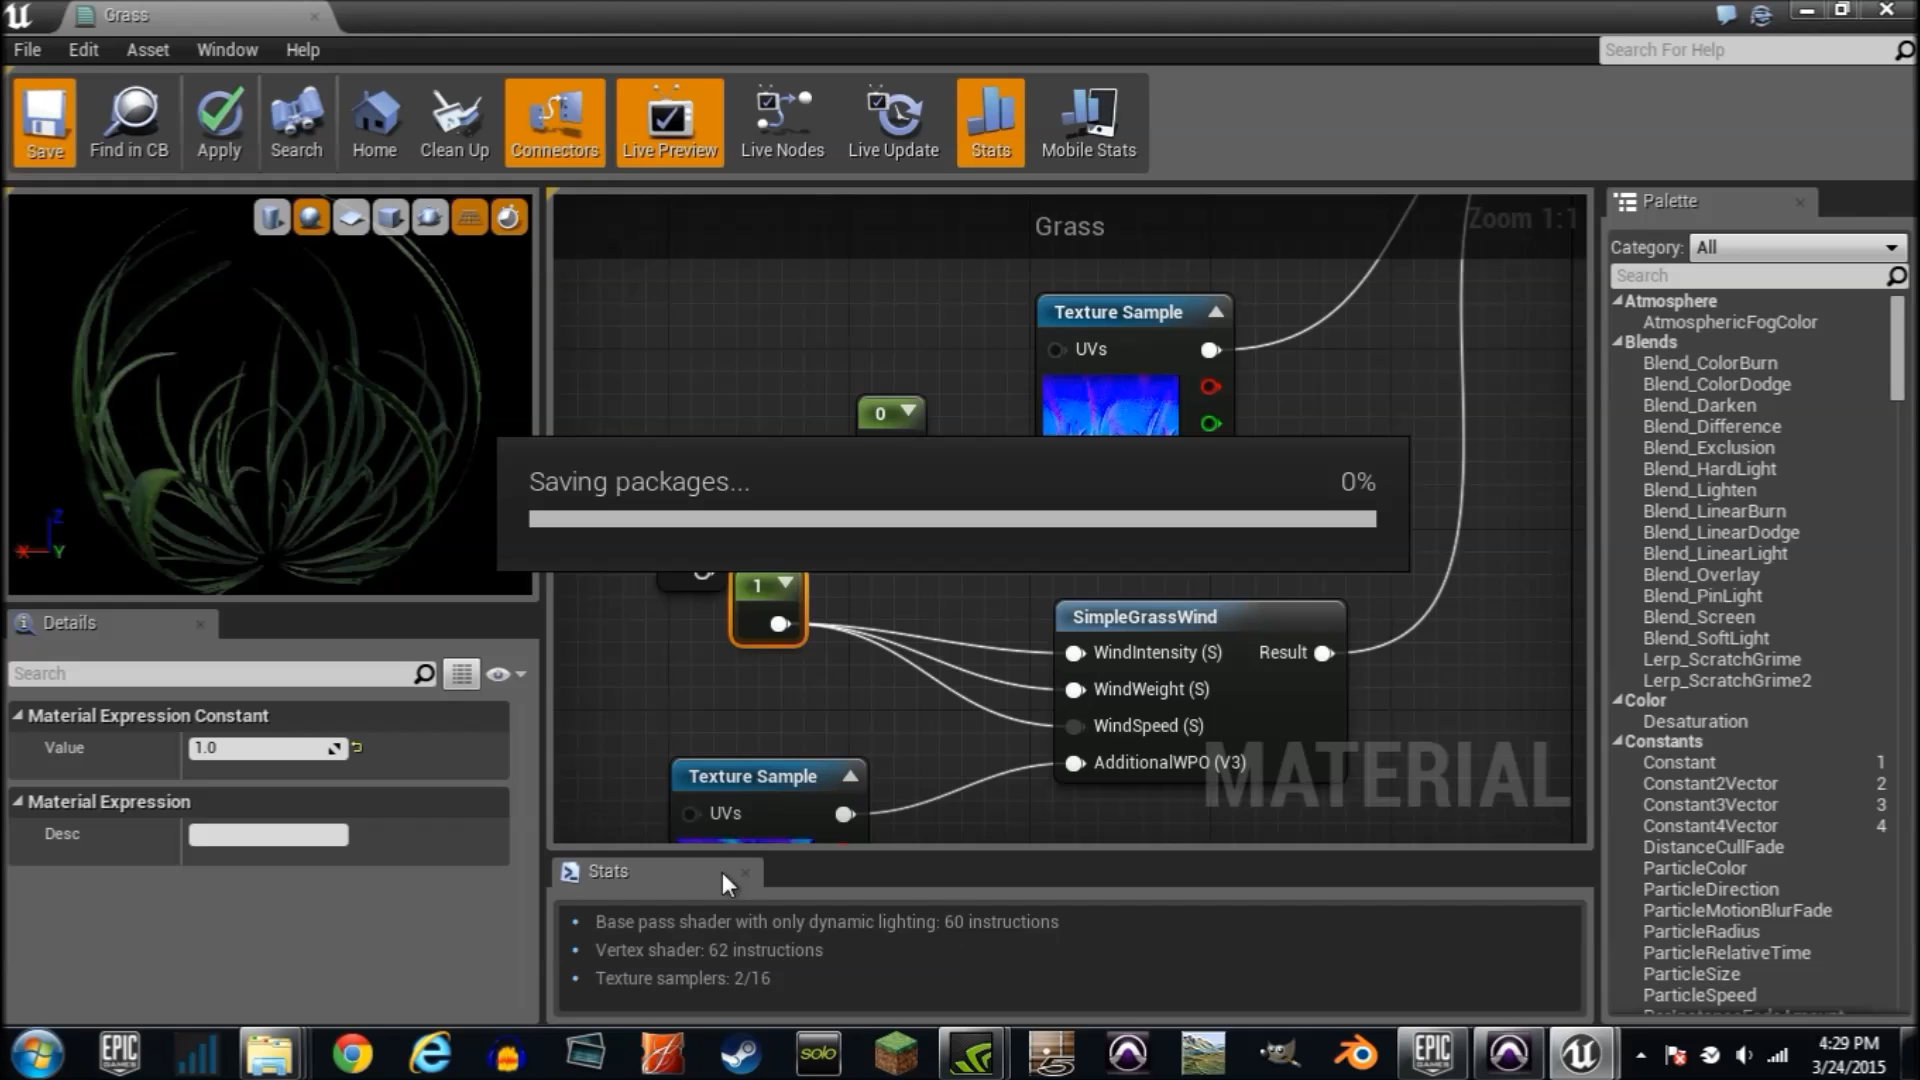 Grass
File Edit Asset Window Help
Search For Help
Save Find in CB Apply Search Home Clean Up Connectors Live Preview Live Nodes Live Update Stats Mobile Stats
Grass
Zoom 1:1
Texture Sample
UVs
0
Saving packages... 0%
1
SimpleGrassWind
WindIntensity (S) Result
WindWeight (S)
WindSpeed (S)
AdditionalWPO (V3)
MATERIAL
Texture Sample
UVs
Z
X Y
Details
Search
Material Expression Constant
Value 1.0
Material Expression
Desc
Stats
Base pass shader with only dynamic lighting: 60 instructions
Vertex shader: 62 instructions
Texture samplers: 2/16
Palette
Category: All
Search
Atmosphere
AtmosphericFogColor
Blends
Blend_ColorBurn
Blend_ColorDodge
Blend_Darken
Blend_Difference
Blend_Exclusion
Blend_HardLight
Blend_Lighten
Blend_LinearBurn
Blend_LinearDodge
Blend_LinearLight
Blend_Overlay
Blend_PinLight
Blend_Screen
Blend_SoftLight
Lerp_ScratchGrime
Lerp_ScratchGrime2
Color
Desaturation
Constants
Constant 1
Constant2Vector 2
Constant3Vector 3
Constant4Vector 4
DistanceCullFade
ParticleColor
ParticleDirection
ParticleMotionBlurFade
ParticleRadius
ParticleRelativeTime
ParticleSize
ParticleSpeed
EPIC GAMES
solo
EPIC GAMES
4:29 PM
3/24/2015